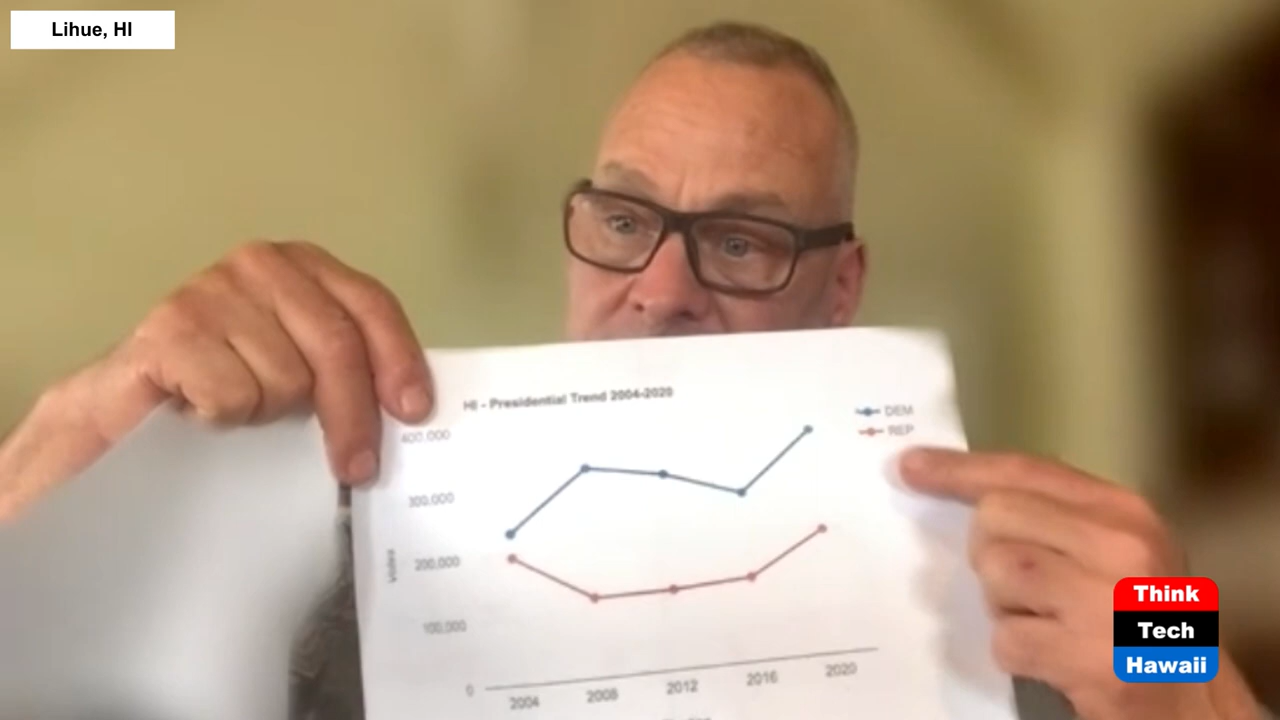 Lihue, HI
HI - Presidential Trend 2004-2020
DEM
REP
400,000
300,000
200,000
100,000
0
Votes
2004
2008
2012
2016
2020
Think
Tech
Hawaii